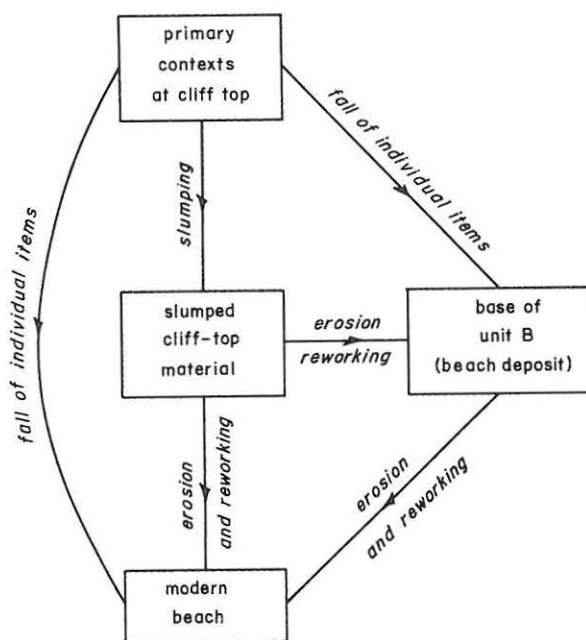 primary
contexts
at cliff top
fall of individual items
fall of individual items
slumping
slumped
cliff-top
material
erosion
reworking
base of
unit B
(beach deposit)
erosion
and reworking
erosion
and reworking
modern
beach